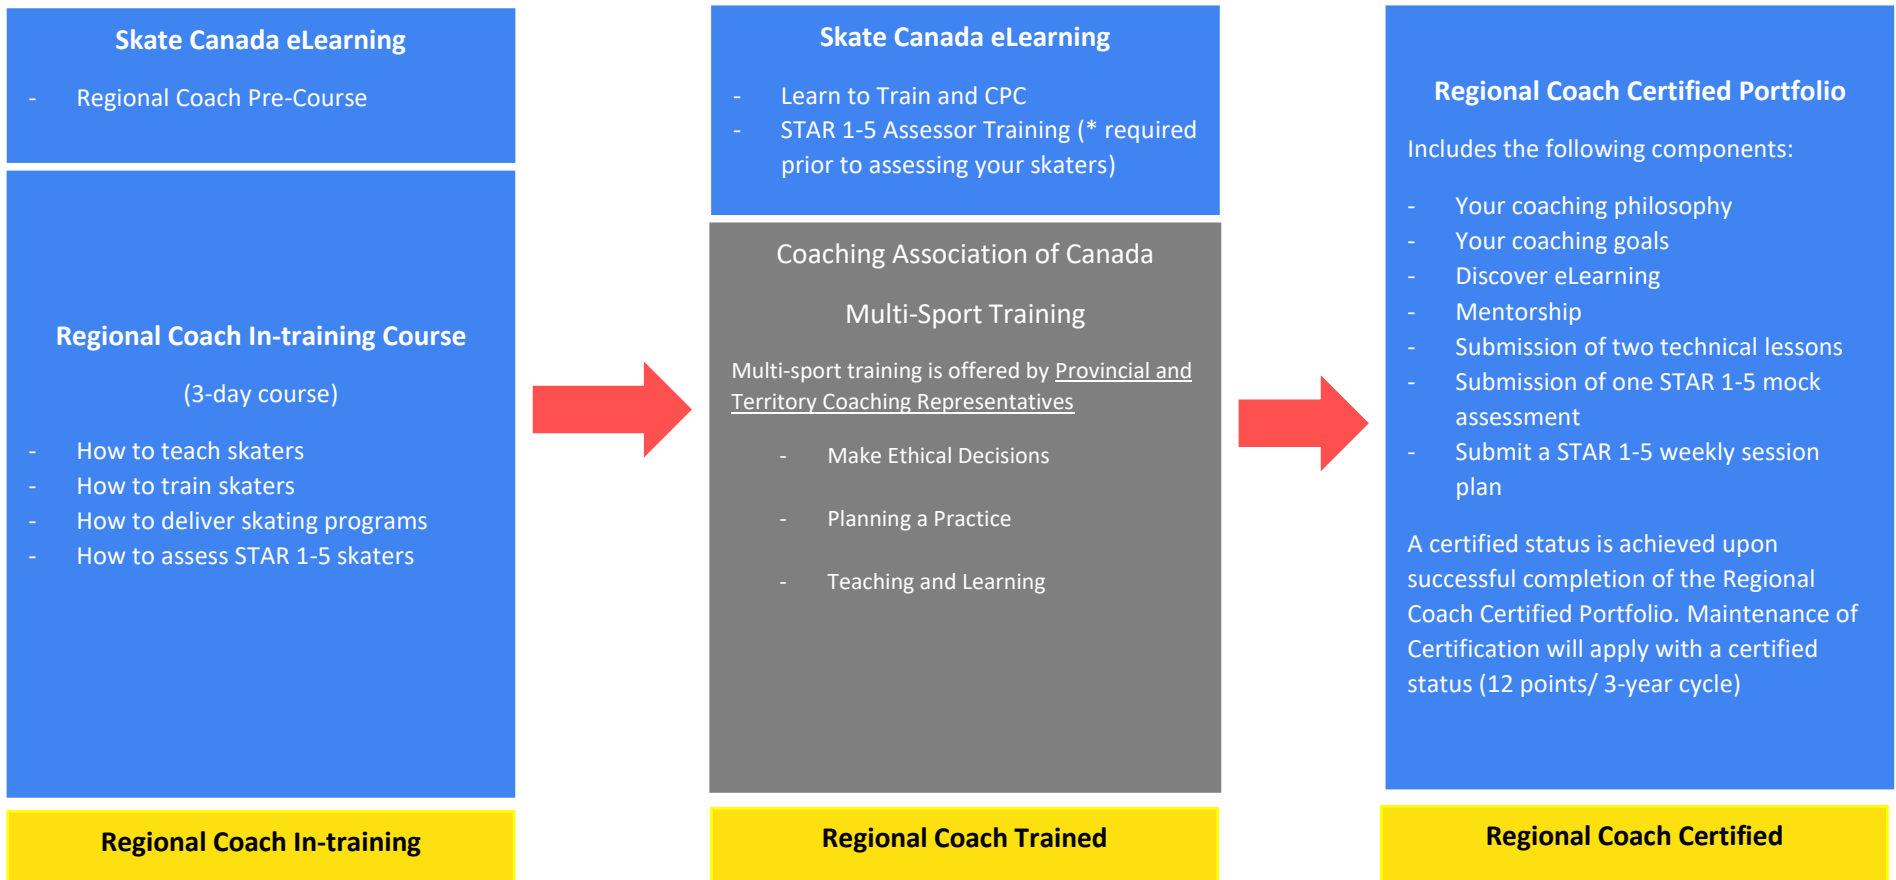 Skate Canada eLearning
- Regional Coach Pre-Course
Regional Coach In-training Course
(3-day course)
- How to teach skaters
- How to train skaters
- How to deliver skating programs
- How to assess STAR 1-5 skaters
Regional Coach In-training
Skate Canada eLearning
- Learn to Train and CPC
- STAR 1-5 Assessor Training (* required
prior to assessing your skaters)
Coaching Association of Canada
Multi-Sport Training
Multi-sport training is offered by Provincial and
Territory Coaching Representatives
- Make Ethical Decisions
- Planning a Practice
- Teaching and Learning
Regional Coach Trained
Regional Coach Certified Portfolio
Includes the following components:
- Your coaching philosophy
- Your coaching goals
- Discover eLearning
- Mentorship
- Submission of two technical lessons
- Submission of one STAR 1-5 mock
assessment
- Submit a STAR 1-5 weekly session
plan
A certified status is achieved upon
successful completion of the Regional
Coach Certified Portfolio. Maintenance of
Certification will apply with a certified
status (12 points/ 3-year cycle)
Regional Coach Certified